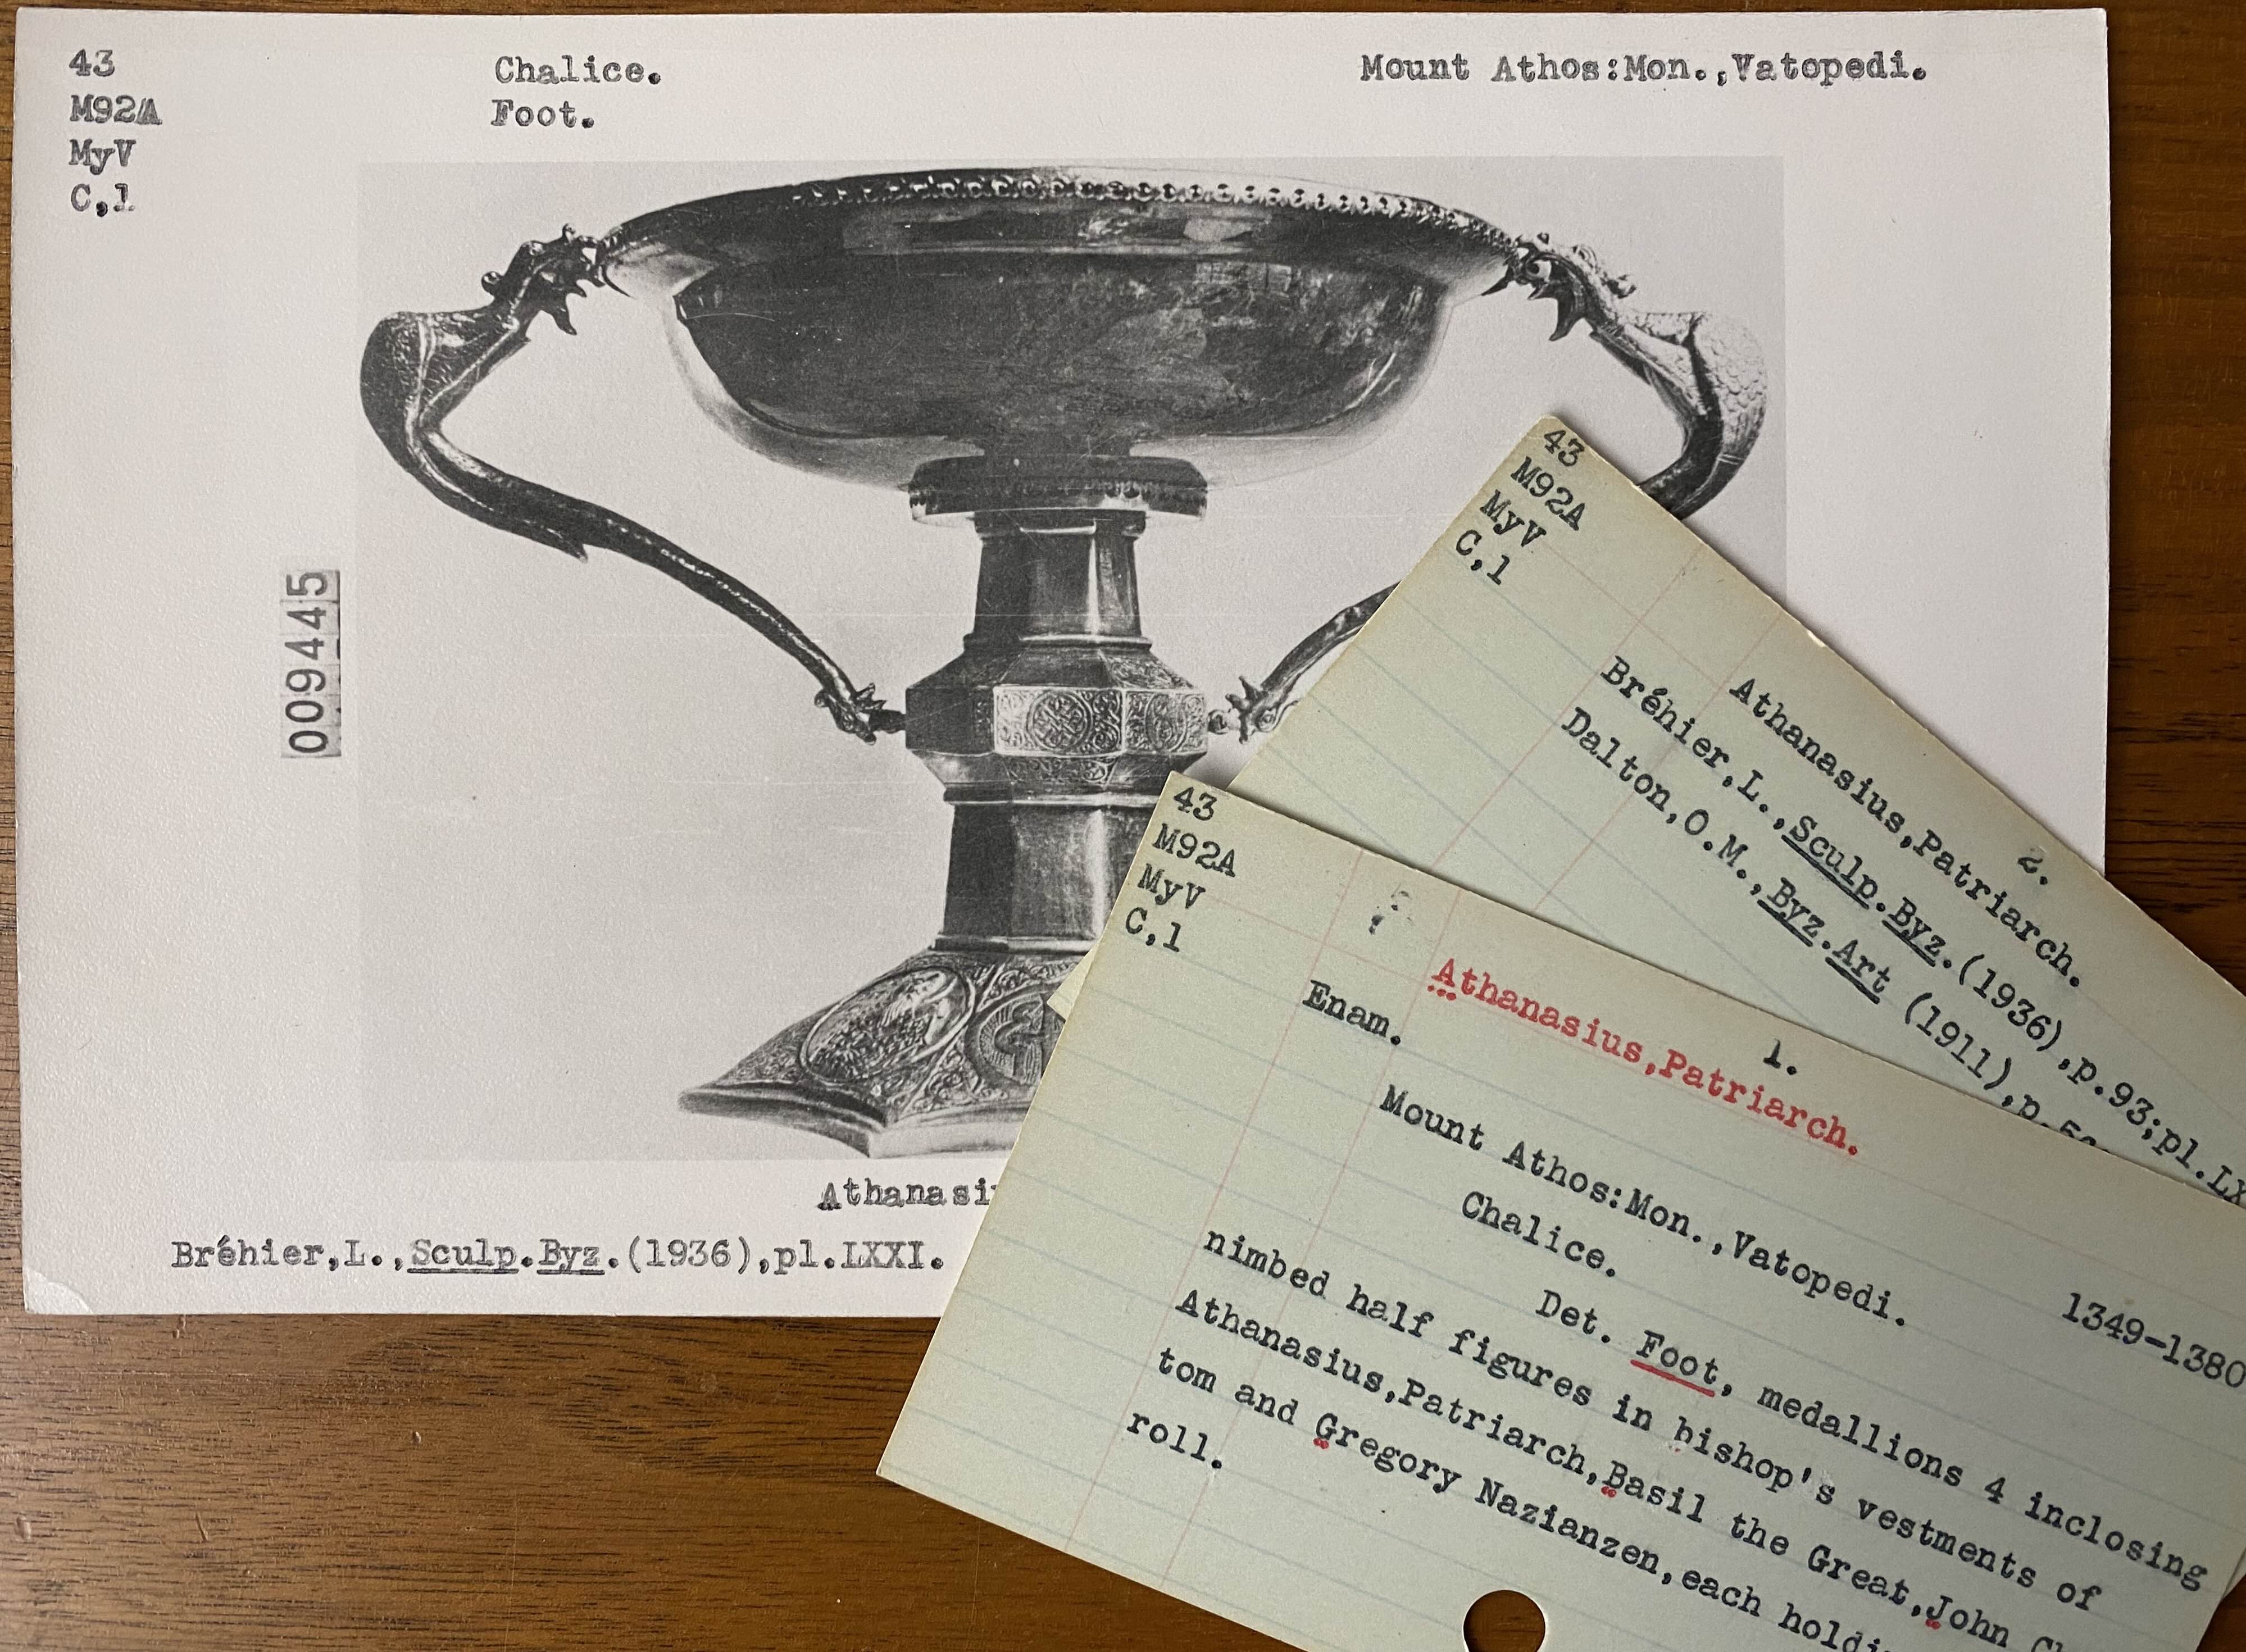 43
M92A
MyV
C,1
Chalice.
Foot.
Mount Athos:Mon.,Vatopedi.
009445
Bréhier,L.,Sculp.Byz.(1936),pl.LXXI.
43
M92A
MyV
C,1
2.
Athanasius,Patriarch.
Bréhier,L.,Sculp.Byz.(1936),p.93;pl.
Dalton,O.M.,Byz.Art (1911),p.
43
M92A
MyV
C,1
1.
Athanasius,Patriarch.
Enam.
Mount Athos:Mon.,Vatopedi.
1349-1380
Chalice.
Det. Foot, medallions 4 inclosing
nimbed half figures in bishop's vestments of
Athanasius,Patriarch,Basil the Great,John
tom and Gregory Nazianzen,each
roll.